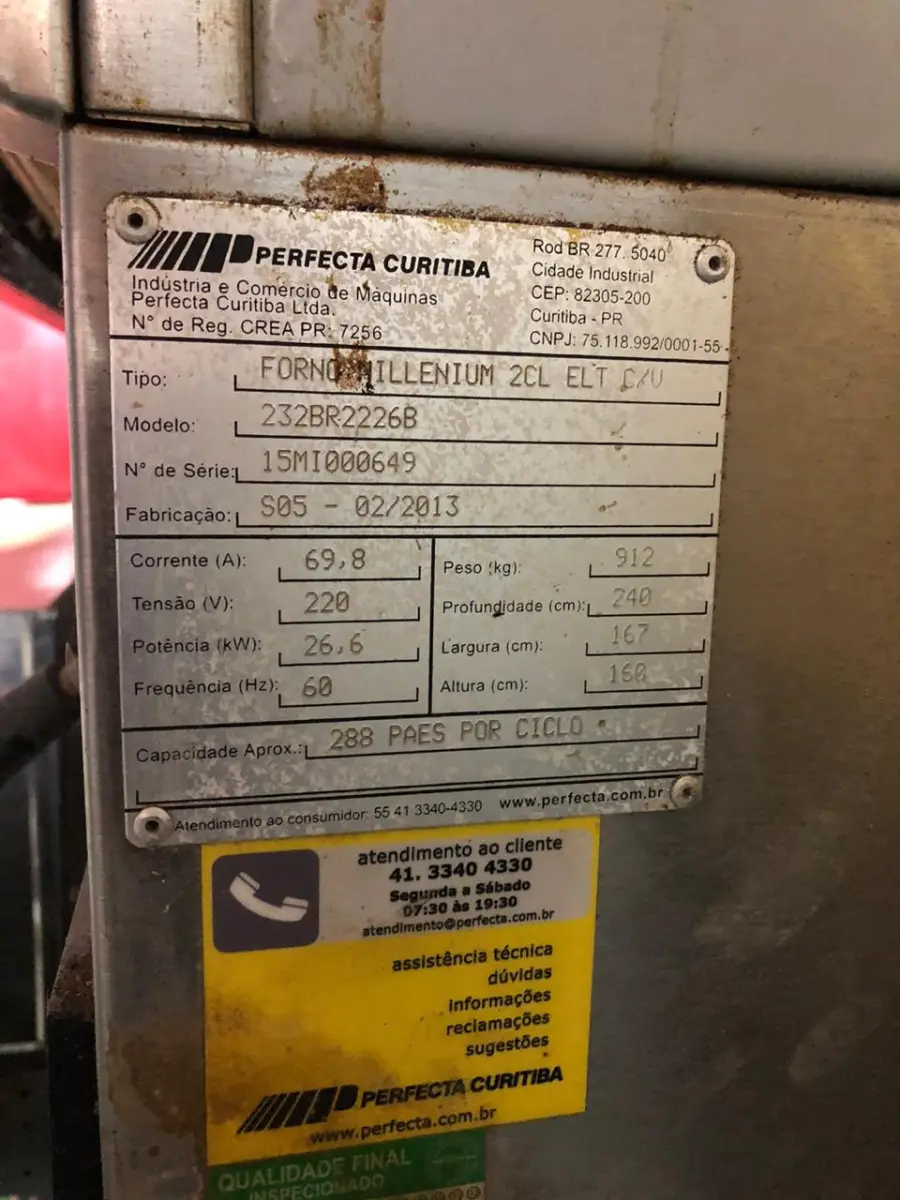 PERFECTA CURITIBA
Indústria e Comércio de Máquinas
Perfecta Curitiba Ltda.
N° de Reg. CREA PR: 7256
Rod BR 277. 5040
Cidade Industrial
CEP: 82305-200
Curitiba - PR
CNPJ: 75.118.992/0001-55
Tipo: FORNO MILLENIUM 2CL ELT C/V
Modelo: 232BR2226B
N° de Série: 15MI000649
Fabricação: S05 - 02/2013
Corrente (A): 69,8
Tensão (V): 220
Potência (kW): 26,6
Frequência (Hz): 60
Peso (kg): 912
Profundidade (cm): 240
Largura (cm): 167
Altura (cm): 160
Capacidade Aprox.: 288 PAES POR CICLO
Atendimento ao consumidor: 55 41 3340-4330 www.perfecta.com.br
atendimento ao cliente
41. 3340 4330
Segunda a Sábado
07:30 às 19:30
atendimento@perfecta.com.br
assistência técnica
dúvidas
informações
reclamações
sugestões
PERFECTA CURITIBA
www.perfecta.com.br
QUALIDADE FINAL
INSPECIONADO